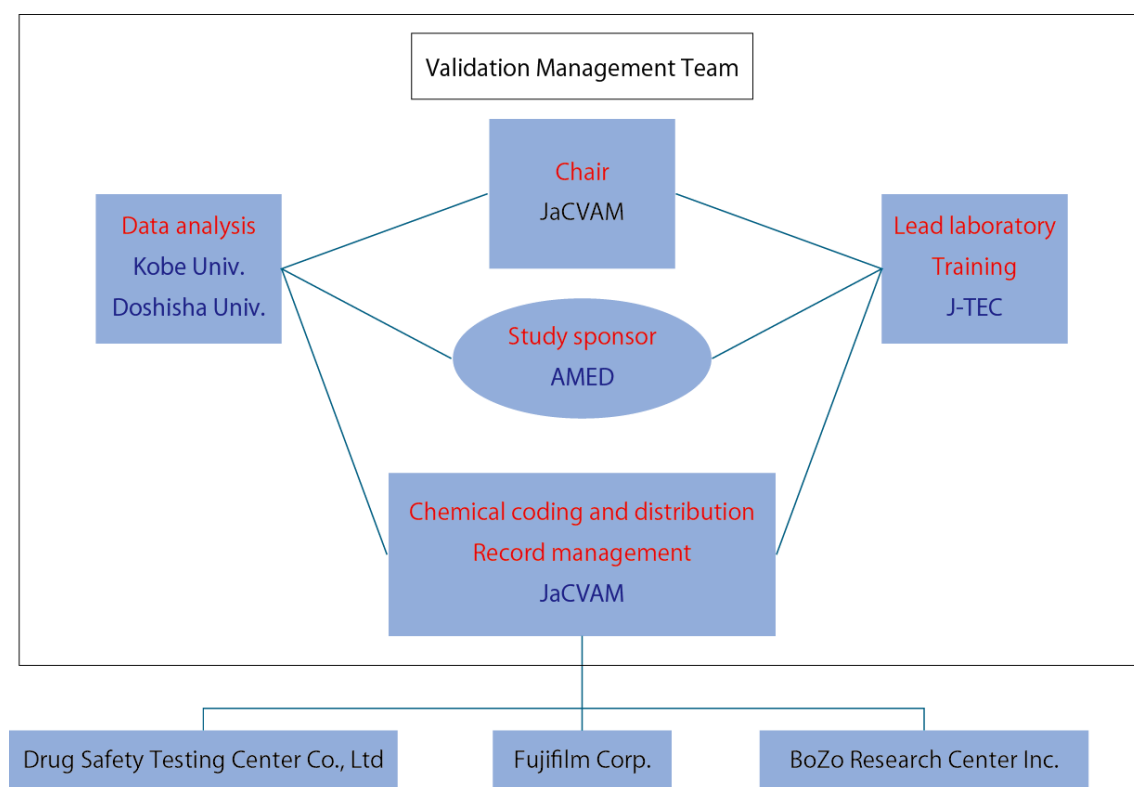 Validation Management Team
Chair
JaCVAM
Data analysis
Kobe Univ.
Doshisha Univ.
Lead laboratory
Training
J-TEC
Study sponsor
AMED
Chemical coding and distribution
Record management
JaCVAM
Drug Safety Testing Center Co., Ltd
Fujifilm Corp.
BoZo Research Center Inc.